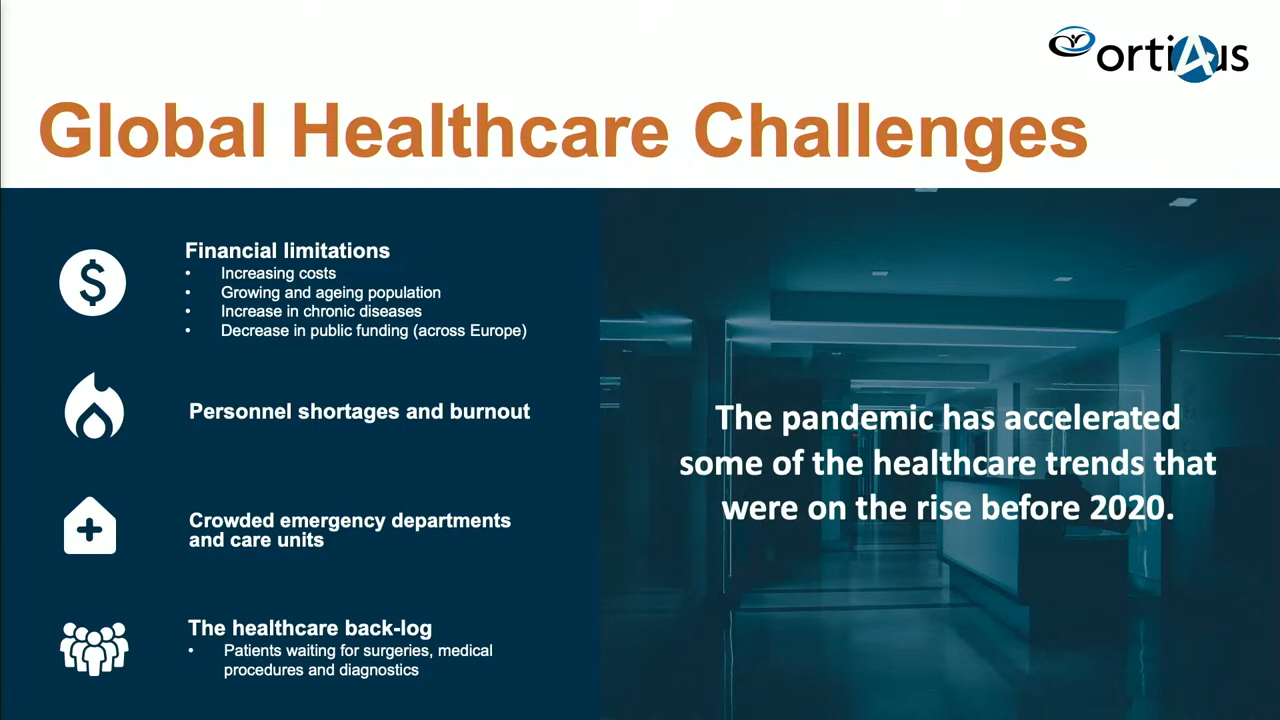 Global Healthcare Challenges
Financial limitations
• Increasing costs
• Growing and ageing population
• Increase in chronic diseases
• Decrease in public funding (across Europe)
Personnel shortages and burnout
Crowded emergency departments
and care units
The healthcare back-log
• Patients waiting for surgeries, medical
procedures and diagnostics
The pandemic has accelerated
some of the healthcare trends that
were on the rise before 2020.